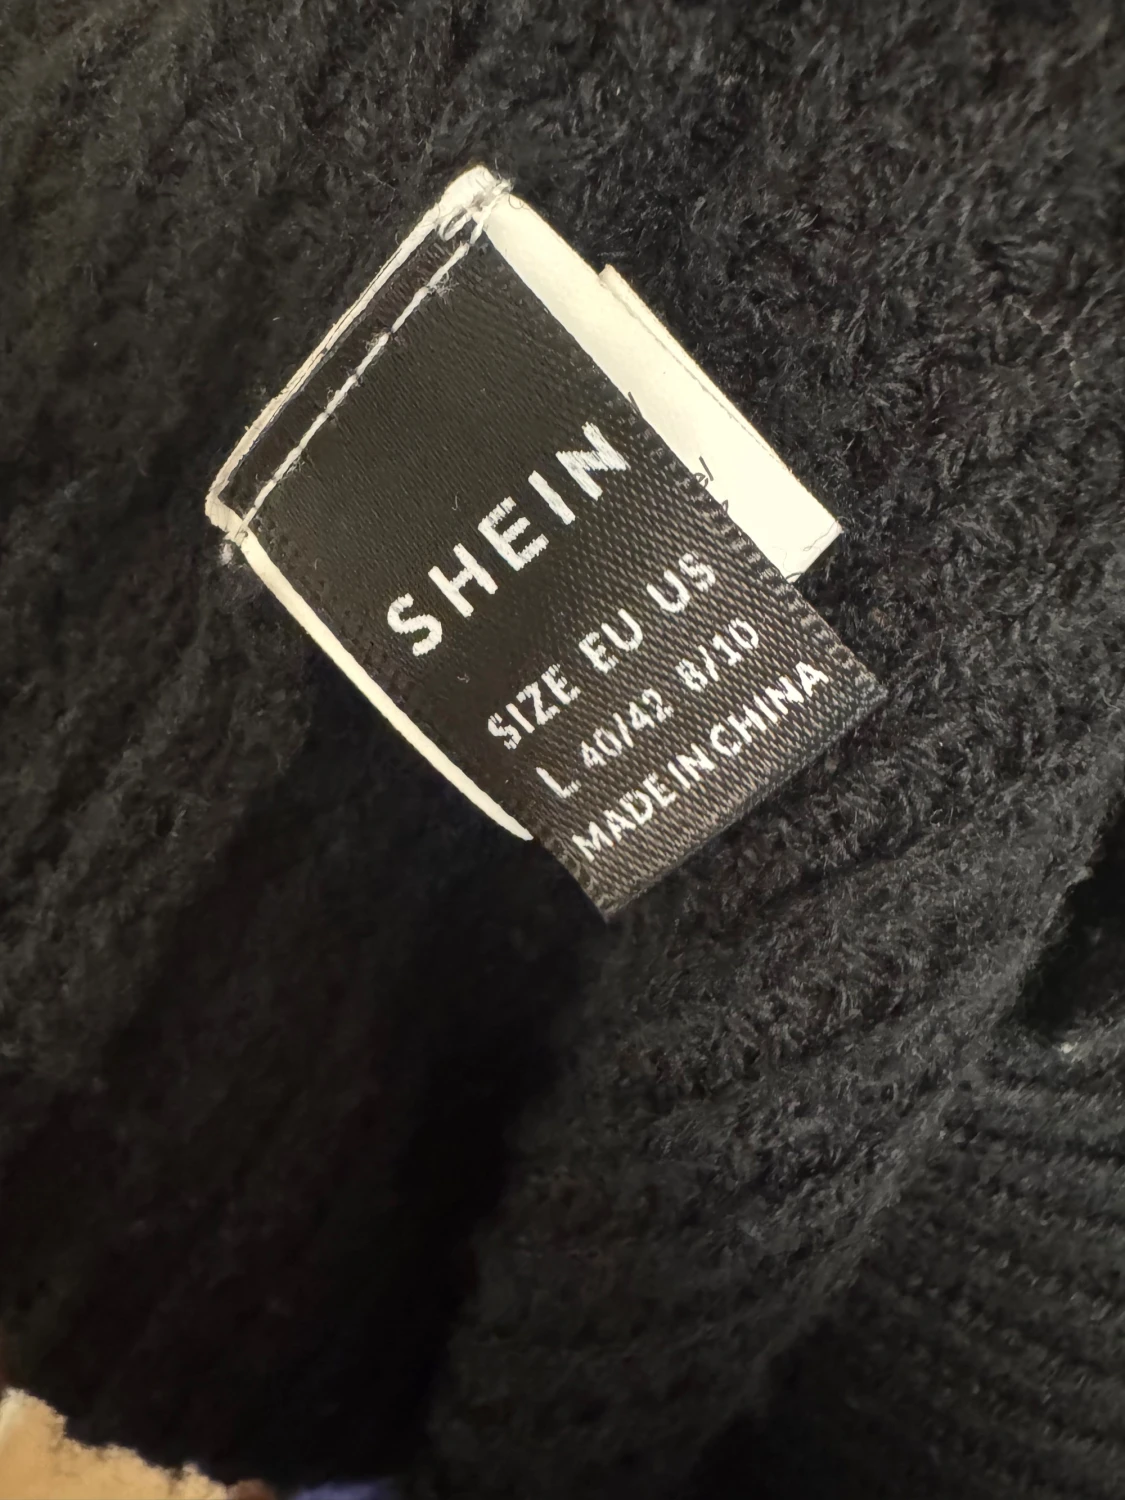 SHEIN
SIZE EU US
L 40/42 8/10
MADE IN CHINA